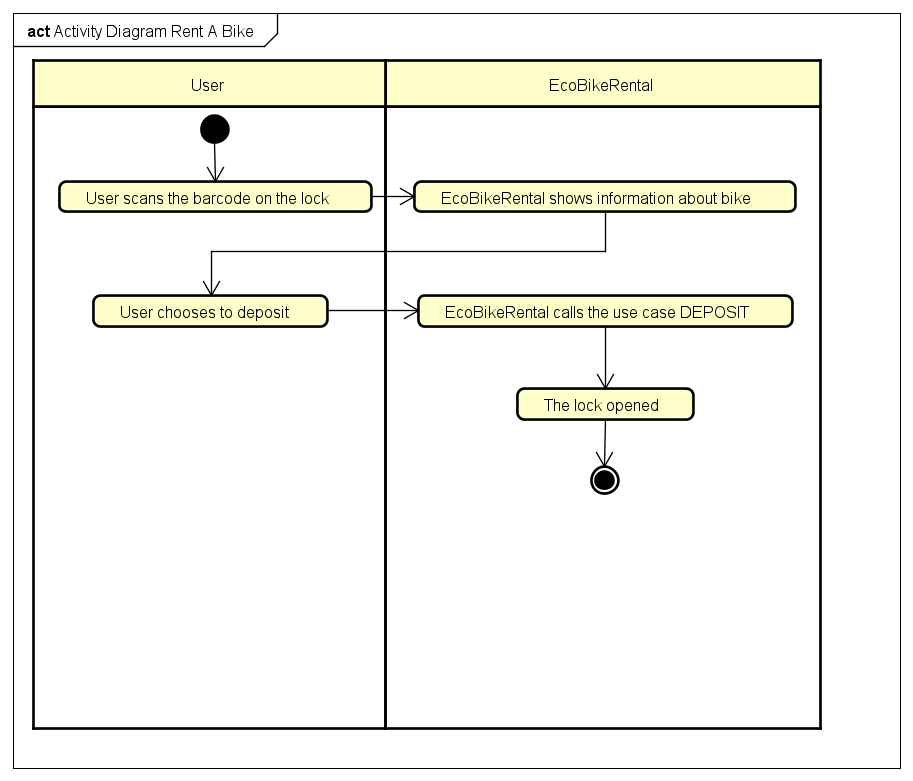 act Activity Diagram Rent A Bike
User
EcoBikeRental
User scans the barcode on the lock
EcoBikeRental shows information about bike
User chooses to deposit
EcoBikeRental calls the use case DEPOSIT
The lock opened